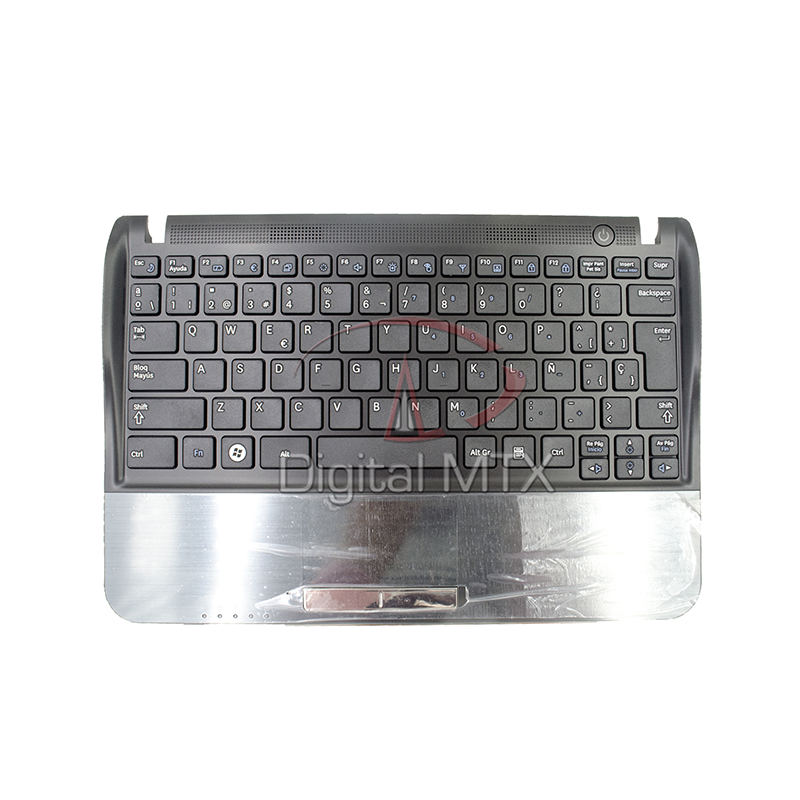 Esc F1 Ayuda F2 F3 F4 F5 F6 F7 F8 F9 F10 F11 F12 Impr Pant Pet Sis Insert Supr
º \ ª ! 1 " 2 @ · 3 # $ 4 % 5 & 6 ¬ / 7 ( 8 ) 9 = 0 ? ' ¿ ¡ Backspace
Tab Q W E € R T Y U 4 I 5 O 6 P ^ ` [ * + ] Enter
Bloq Mayús A S D F G H J 1 K 2 L 3 Ñ ¨ ´ { Ç }
Shift Z X C V B N M 0 ; , : . _ - > < Shift
Ctrl Fn Alt Alt Gr Ctrl Re Pág Inicio Av Pág Fin
Digital MTX